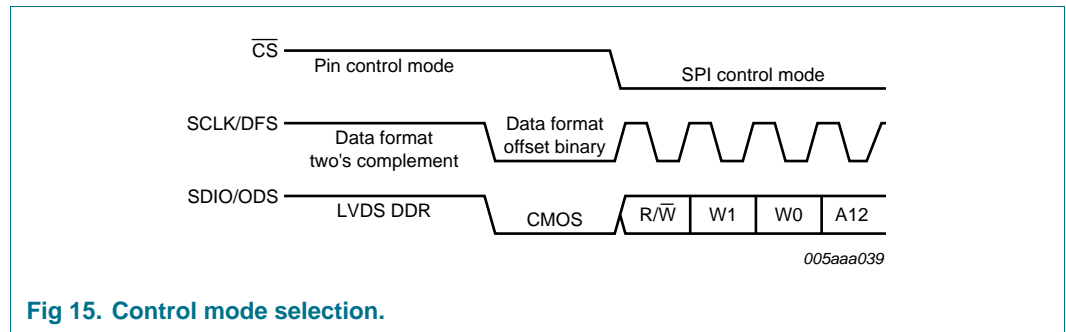 C̅S̅
Pin control mode
SPI control mode
SCLK/DFS
Data format
two's complement
Data format
offset binary
SDIO/ODS
LVDS DDR
CMOS
R/W̅
W1
W0
A12
005aaa039
Fig 15. Control mode selection.